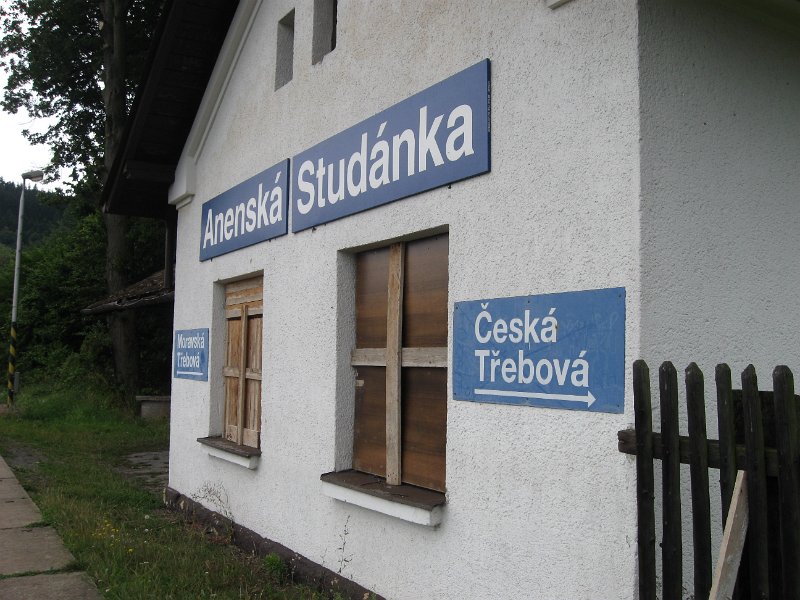 Anenská Studánka
Moravská
Třebová
Česká
Třebová